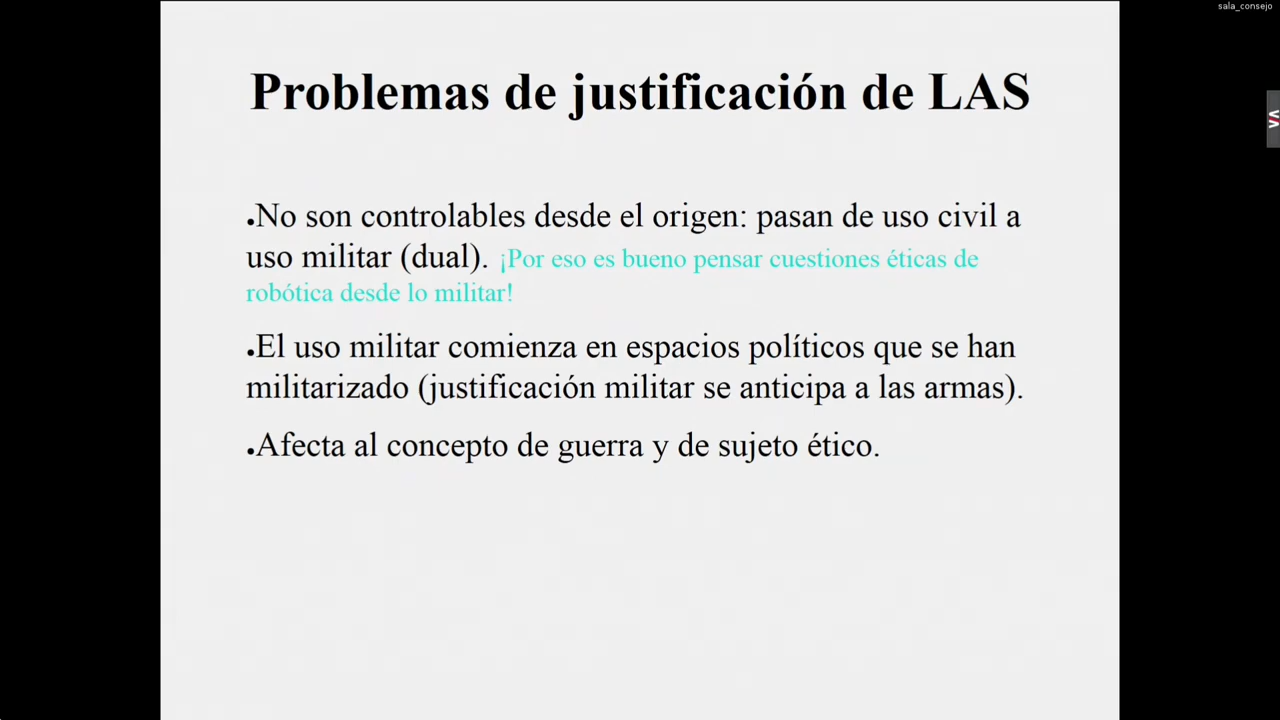 sala_consejo
Problemas de justificación de LAS
●No son controlables desde el origen: pasan de uso civil a
uso militar (dual). ¡Por eso es bueno pensar cuestiones éticas de
robótica desde lo militar!
●El uso militar comienza en espacios políticos que se han
militarizado (justificación militar se anticipa a las armas).
●Afecta al concepto de guerra y de sujeto ético.